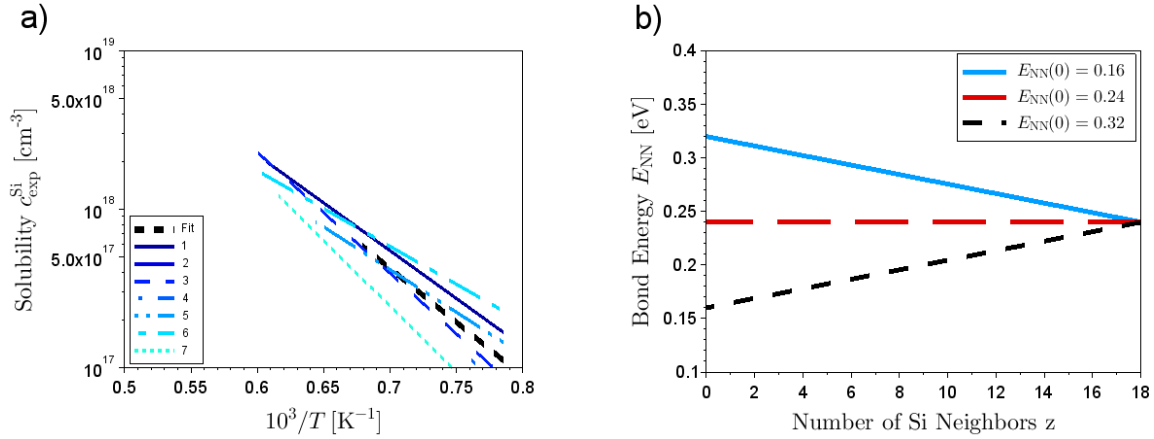 a)
Solubility c^Si_exp [cm^-3]
10^19
5.0x10^18
10^18
5.0x10^17
10^17
Fit
1
2
3
4
5
6
7
0.5 0.6 0.65 0.7 0.75 0.8
10^3/T [K^−1]
b)
Bond Energy E_NN [eV]
0.4
0.35
0.3
0.25
0.2
0.15
0.1
E_NN(0) = 0.16
E_NN(0) = 0.24
E_NN(0) = 0.32
0 2 4 6 8 10 12 14 16 18
Number of Si Neighbors z